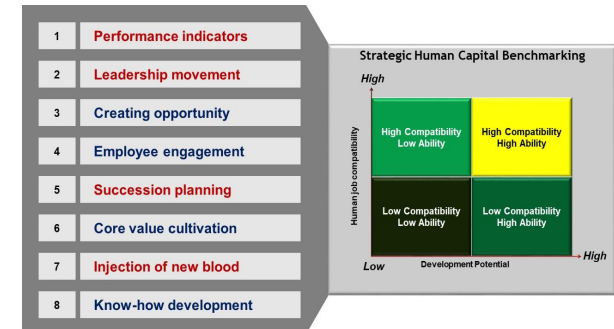 1 Performance indicators
2 Leadership movement
3 Creating opportunity
4 Employee engagement
5 Succession planning
6 Core value cultivation
7 Injection of new blood
8 Know-how development
Strategic Human Capital Benchmarking
High
Human job compatibility
High Compatibility
Low Ability
High Compatibility
High Ability
Low Compatibility
Low Ability
Low Compatibility
High Ability
Low
Development Potential
High